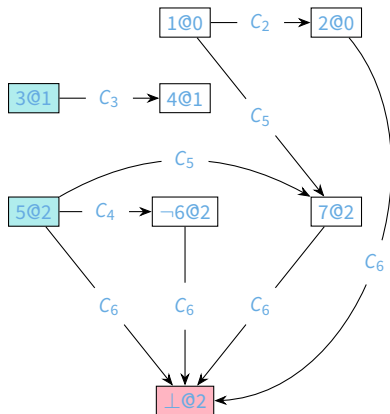 1@0 C₂ 2@0
3@1 C₃ 4@1
C₅
C₅
5@2 C₄ ¬6@2 7@2
C₆
C₆ C₆ C₆
⊥@2